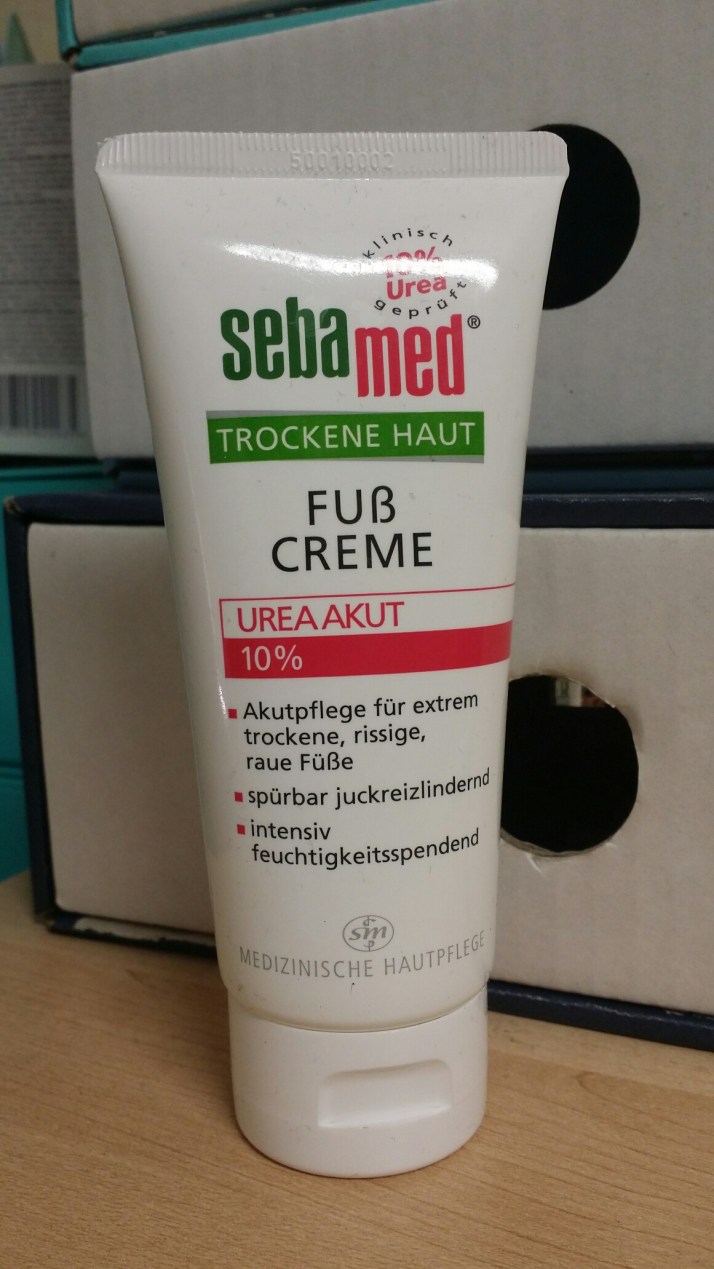 50010002
klinisch
10%
Urea
geprüft
sebamed®
TROCKENE HAUT
FUß
CREME
UREA AKUT
10%
Akutpflege für extrem
trockene, rissige,
raue Füße
spürbar juckreizlindernd
intensiv
feuchtigkeitsspendend
sm
MEDIZINISCHE HAUTPFLEGE